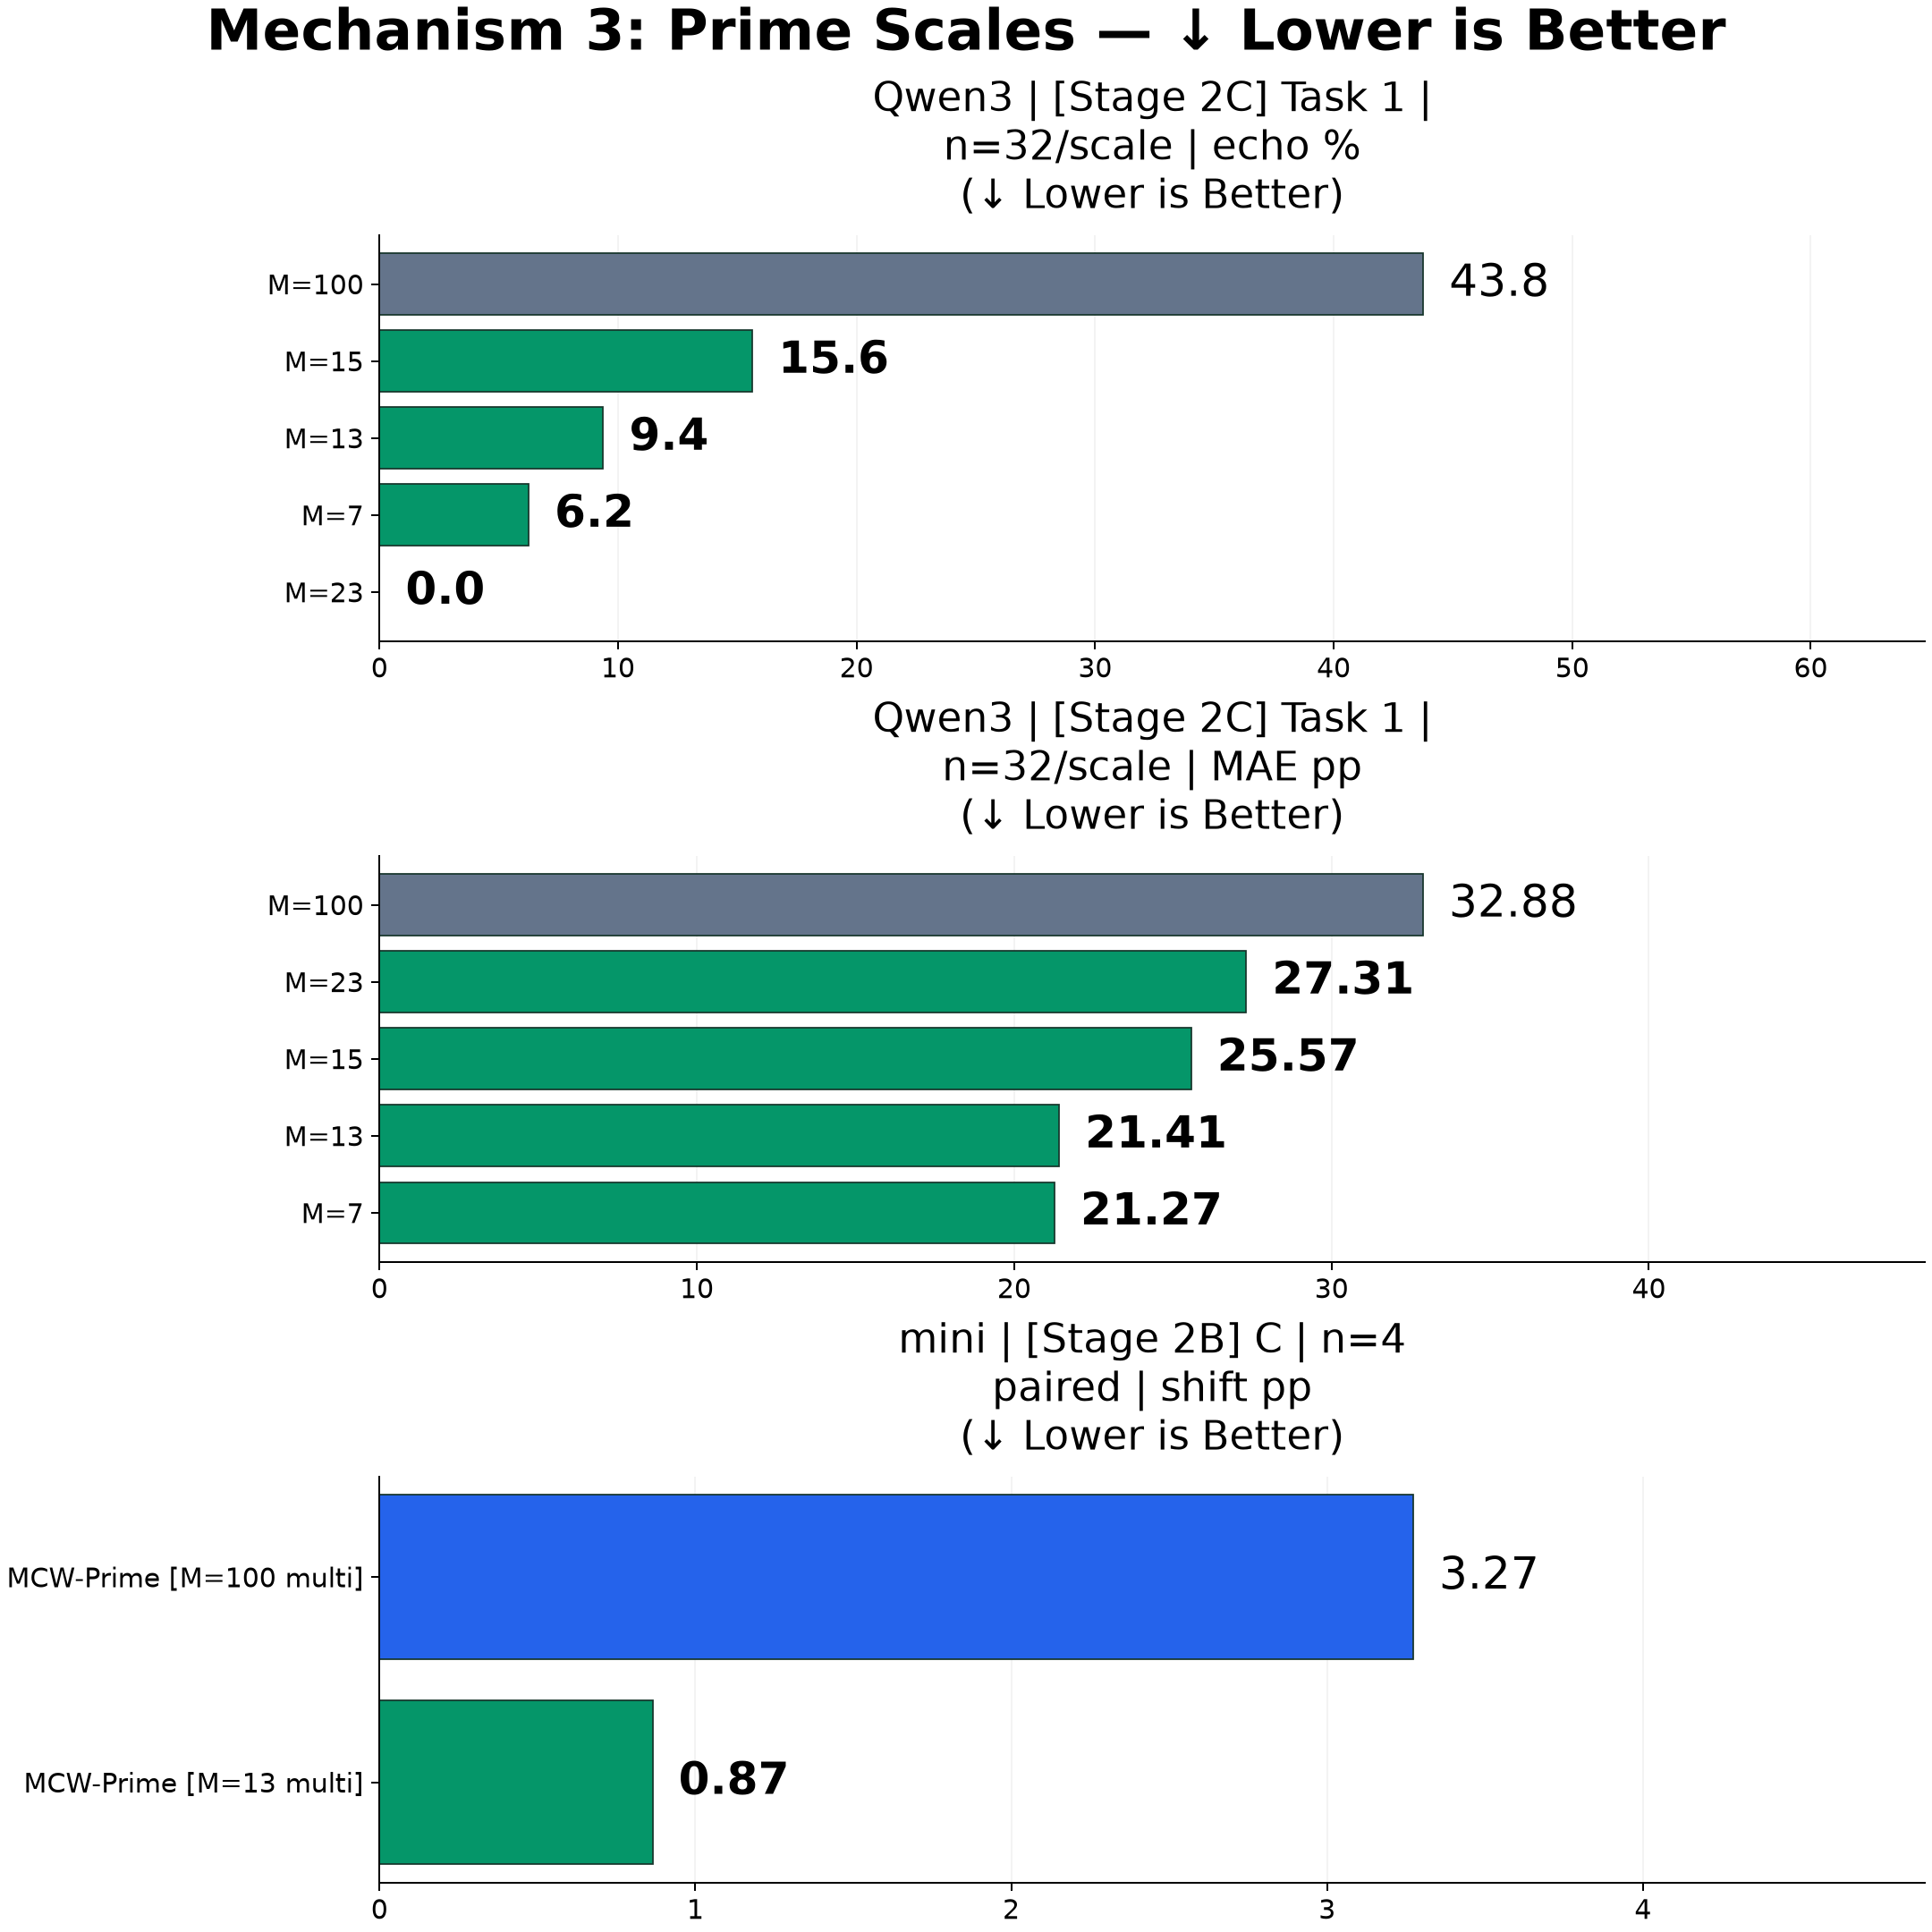 Mechanism 3: Prime Scales — ↓ Lower is Better
Qwen3 | [Stage 2C] Task 1 |
n=32/scale | echo %
(↓ Lower is Better)
M=100
43.8
M=15
15.6
M=13
9.4
M=7
6.2
M=23
0.0
0 10 20 30 40 50 60
Qwen3 | [Stage 2C] Task 1 |
n=32/scale | MAE pp
(↓ Lower is Better)
M=100
32.88
M=23
27.31
M=15
25.57
M=13
21.41
M=7
21.27
0 10 20 30 40
mini | [Stage 2B] C | n=4
paired | shift pp
(↓ Lower is Better)
MCW-Prime [M=100 multi]
3.27
MCW-Prime [M=13 multi]
0.87
0 1 2 3 4